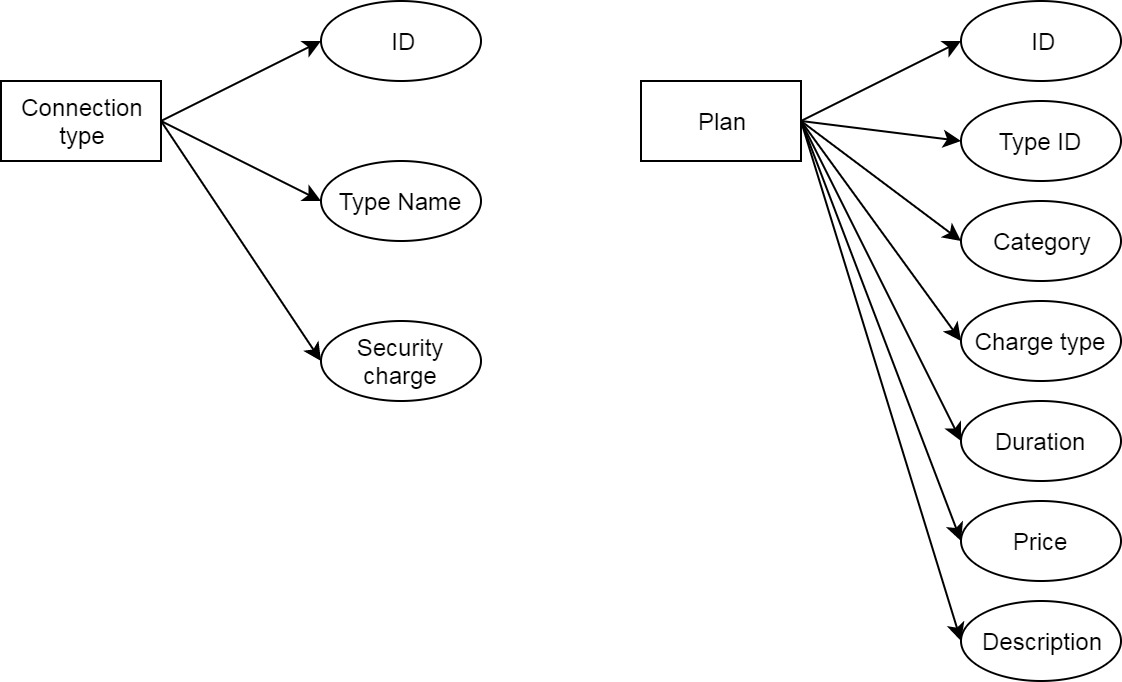 Connection
type
ID
Type Name
Security
charge
Plan
ID
Type ID
Category
Charge type
Duration
Price
Description